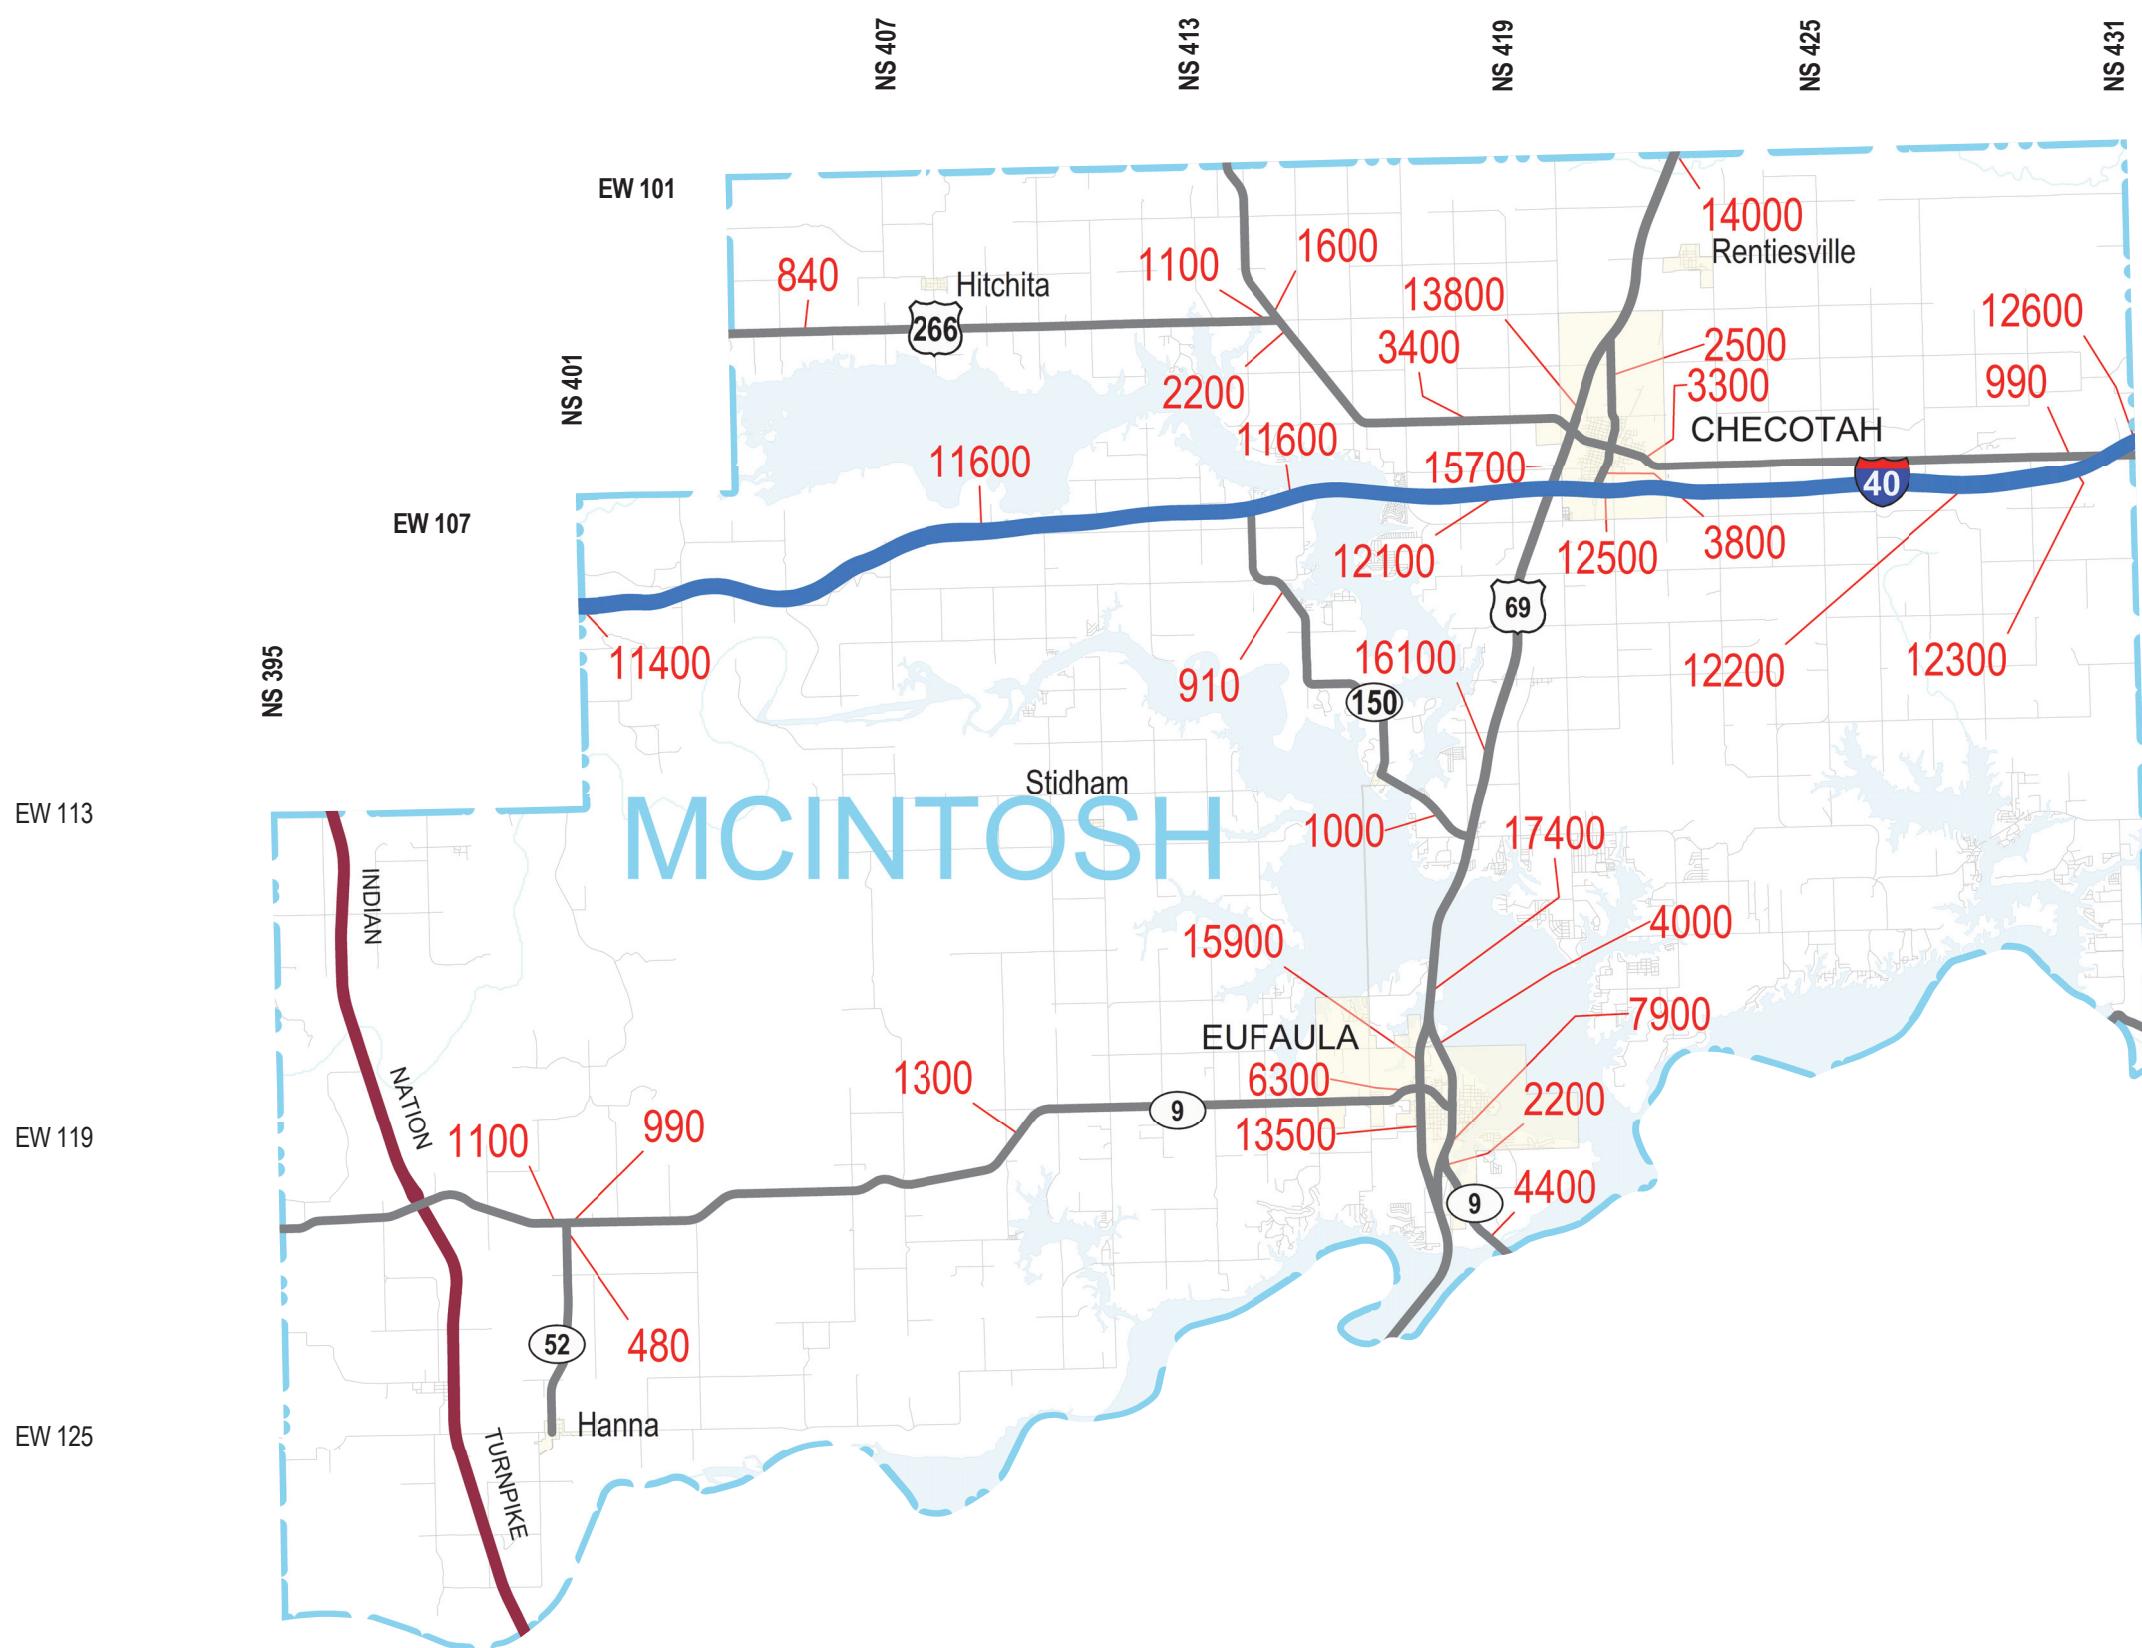 NS 407
NS 413
NS 419
NS 425
NS 431
EW 101
14000
1600
Rentiesville
1100
840
Hitchita
13800
12600
266
2500
3400
3300
990
NS 401
2200
CHECOTAH
11600
11600
15700
40
EW 107
12100
12500
3800
69
11400
16100
12200
12300
NS 395
910
150
Stidham
EW 113
MCINTOSH
1000
17400
INDIAN
4000
15900
7900
EUFAULA
1300
6300
2200
NATION
9
EW 119
1100
990
13500
4400
9
52
480
Hanna
EW 125
TURNPIKE